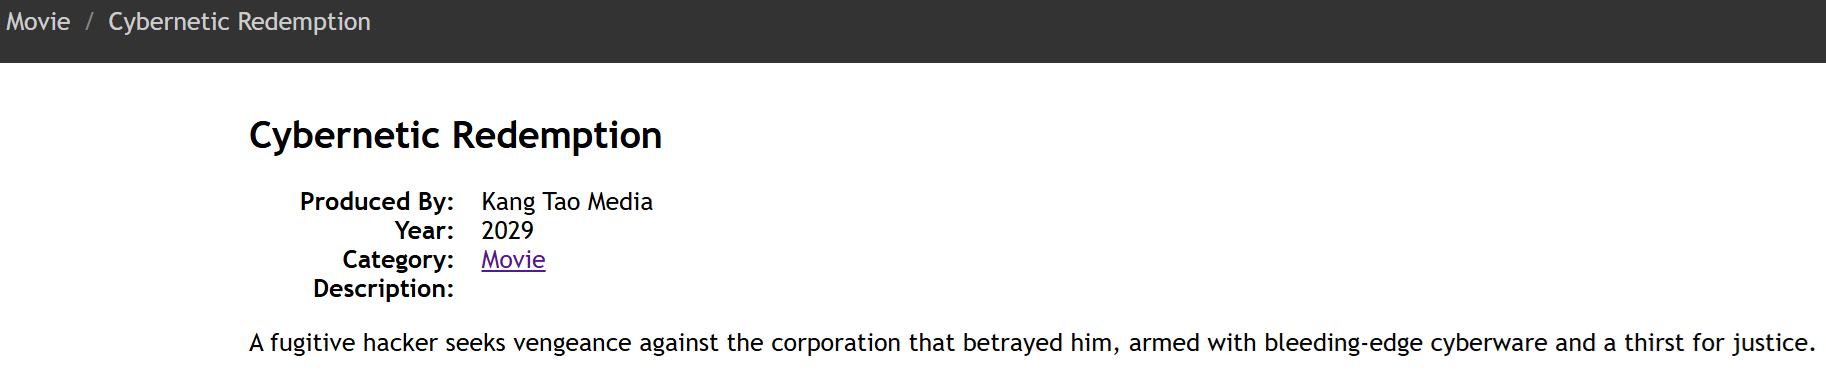 Movie / Cybernetic Redemption
Cybernetic Redemption
Produced By: Kang Tao Media
Year: 2029
Category: Movie
Description:
A fugitive hacker seeks vengeance against the corporation that betrayed him, armed with bleeding-edge cyberware and a thirst for justice.